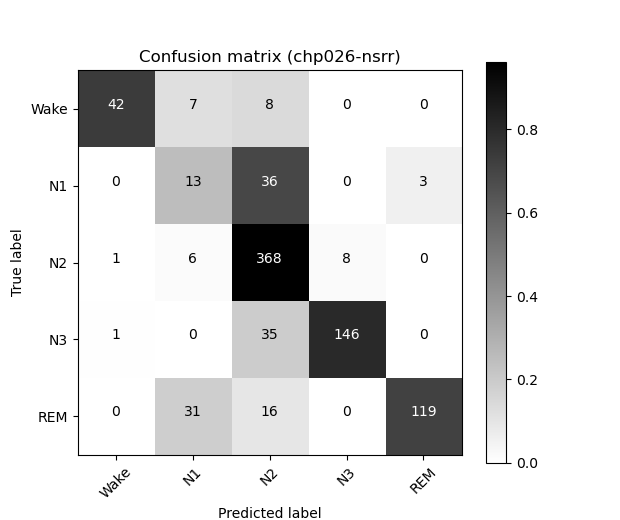 Confusion matrix (chp026-nsrr)
True label
Wake 42 7 8 0 0
N1 0 13 36 0 3
N2 1 6 368 8 0
N3 1 0 35 146 0
REM 0 31 16 0 119
Wake N1 N2 N3 REM
Predicted label
0.8
0.6
0.4
0.2
0.0